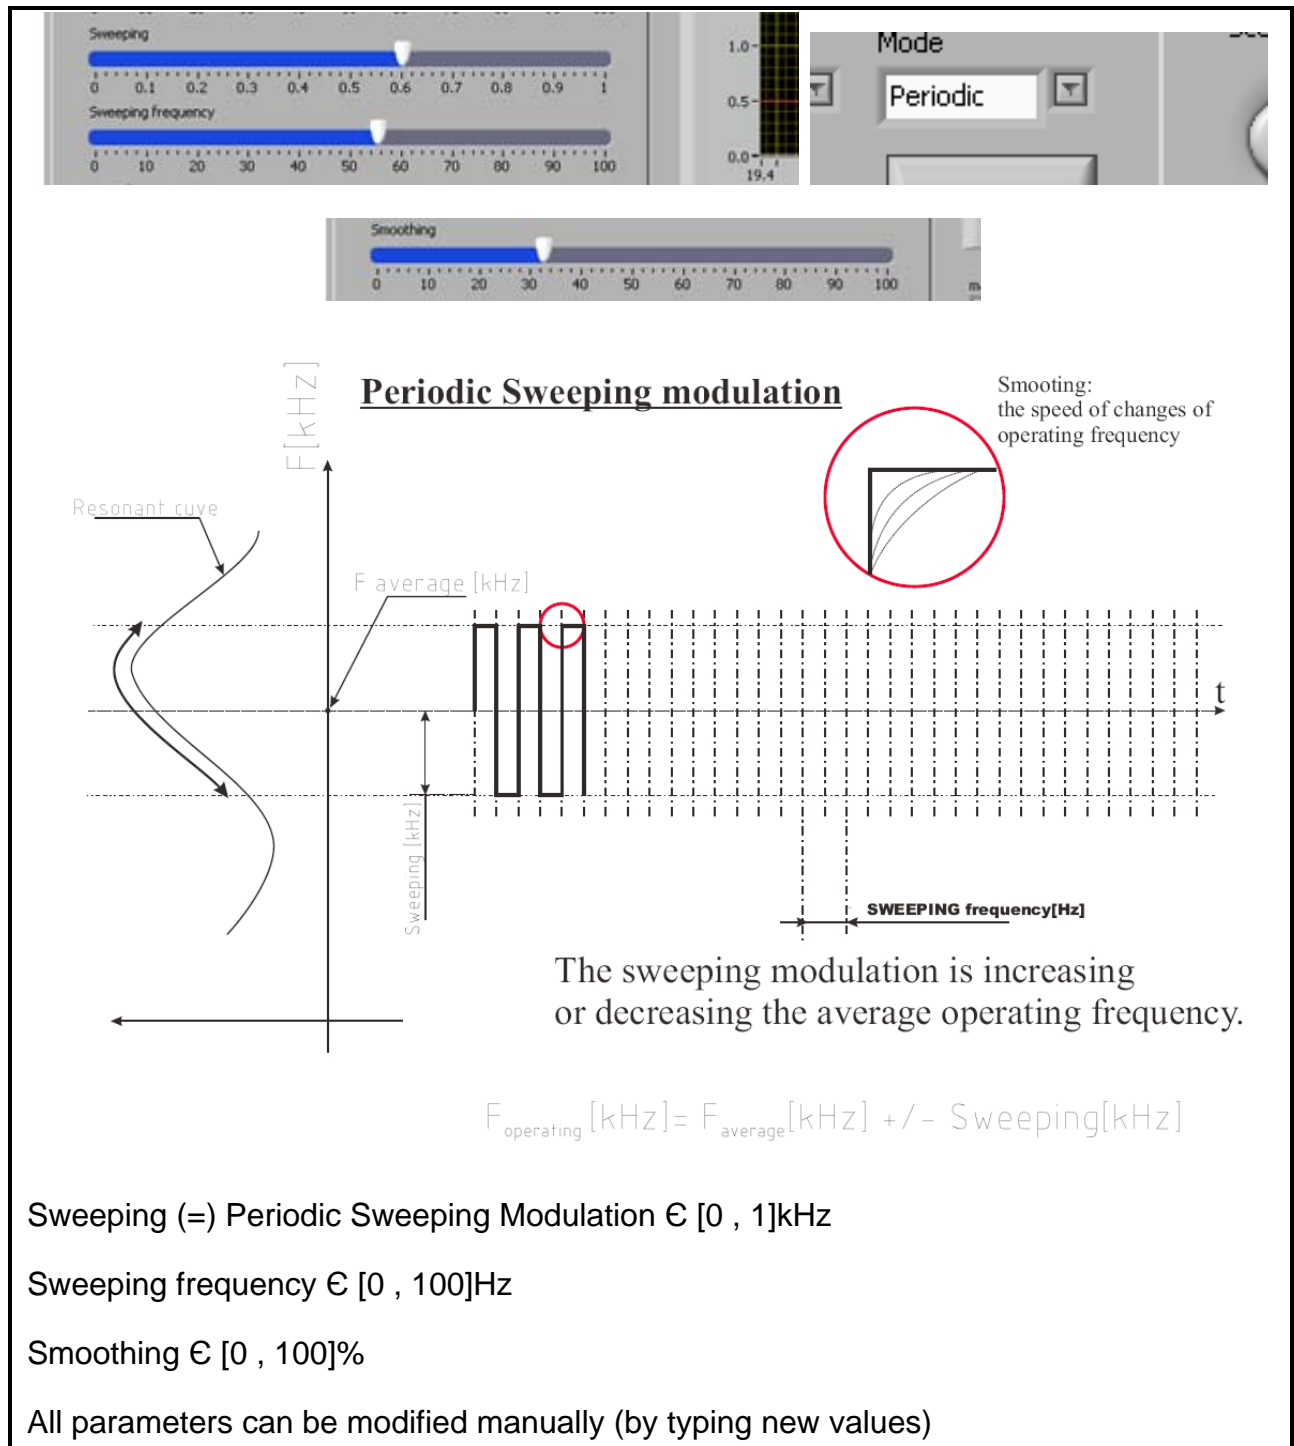 Sweeping
0 0.1 0.2 0.3 0.4 0.5 0.6 0.7 0.8 0.9 1
Sweeping frequency
0 10 20 30 40 50 60 70 80 90 100
1.0
0.5
0.0
19.4
Mode
Periodic
Smoothing
0 10 20 30 40 50 60 70 80 90 100
F[kHz]
Periodic Sweeping modulation
Smooting:
the speed of changes of
operating frequency
Resonant cuve
F average [kHz]
t
Sweeping [kHz]
SWEEPING frequency[Hz]
The sweeping modulation is increasing
or decreasing the average operating frequency.
Foperating [kHz]= Faverage[kHz] +/- Sweeping[kHz]
Sweeping (=) Periodic Sweeping Modulation Є [0 , 1]kHz
Sweeping frequency Є [0 , 100]Hz
Smoothing Є [0 , 100]%
All parameters can be modified manually (by typing new values)